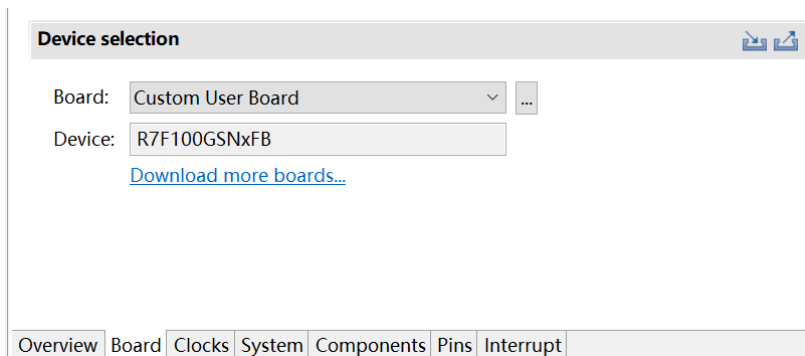 Device selection
Board: Custom User Board ...
Device: R7F100GSNxFB
Download more boards...
Overview Board Clocks System Components Pins Interrupt